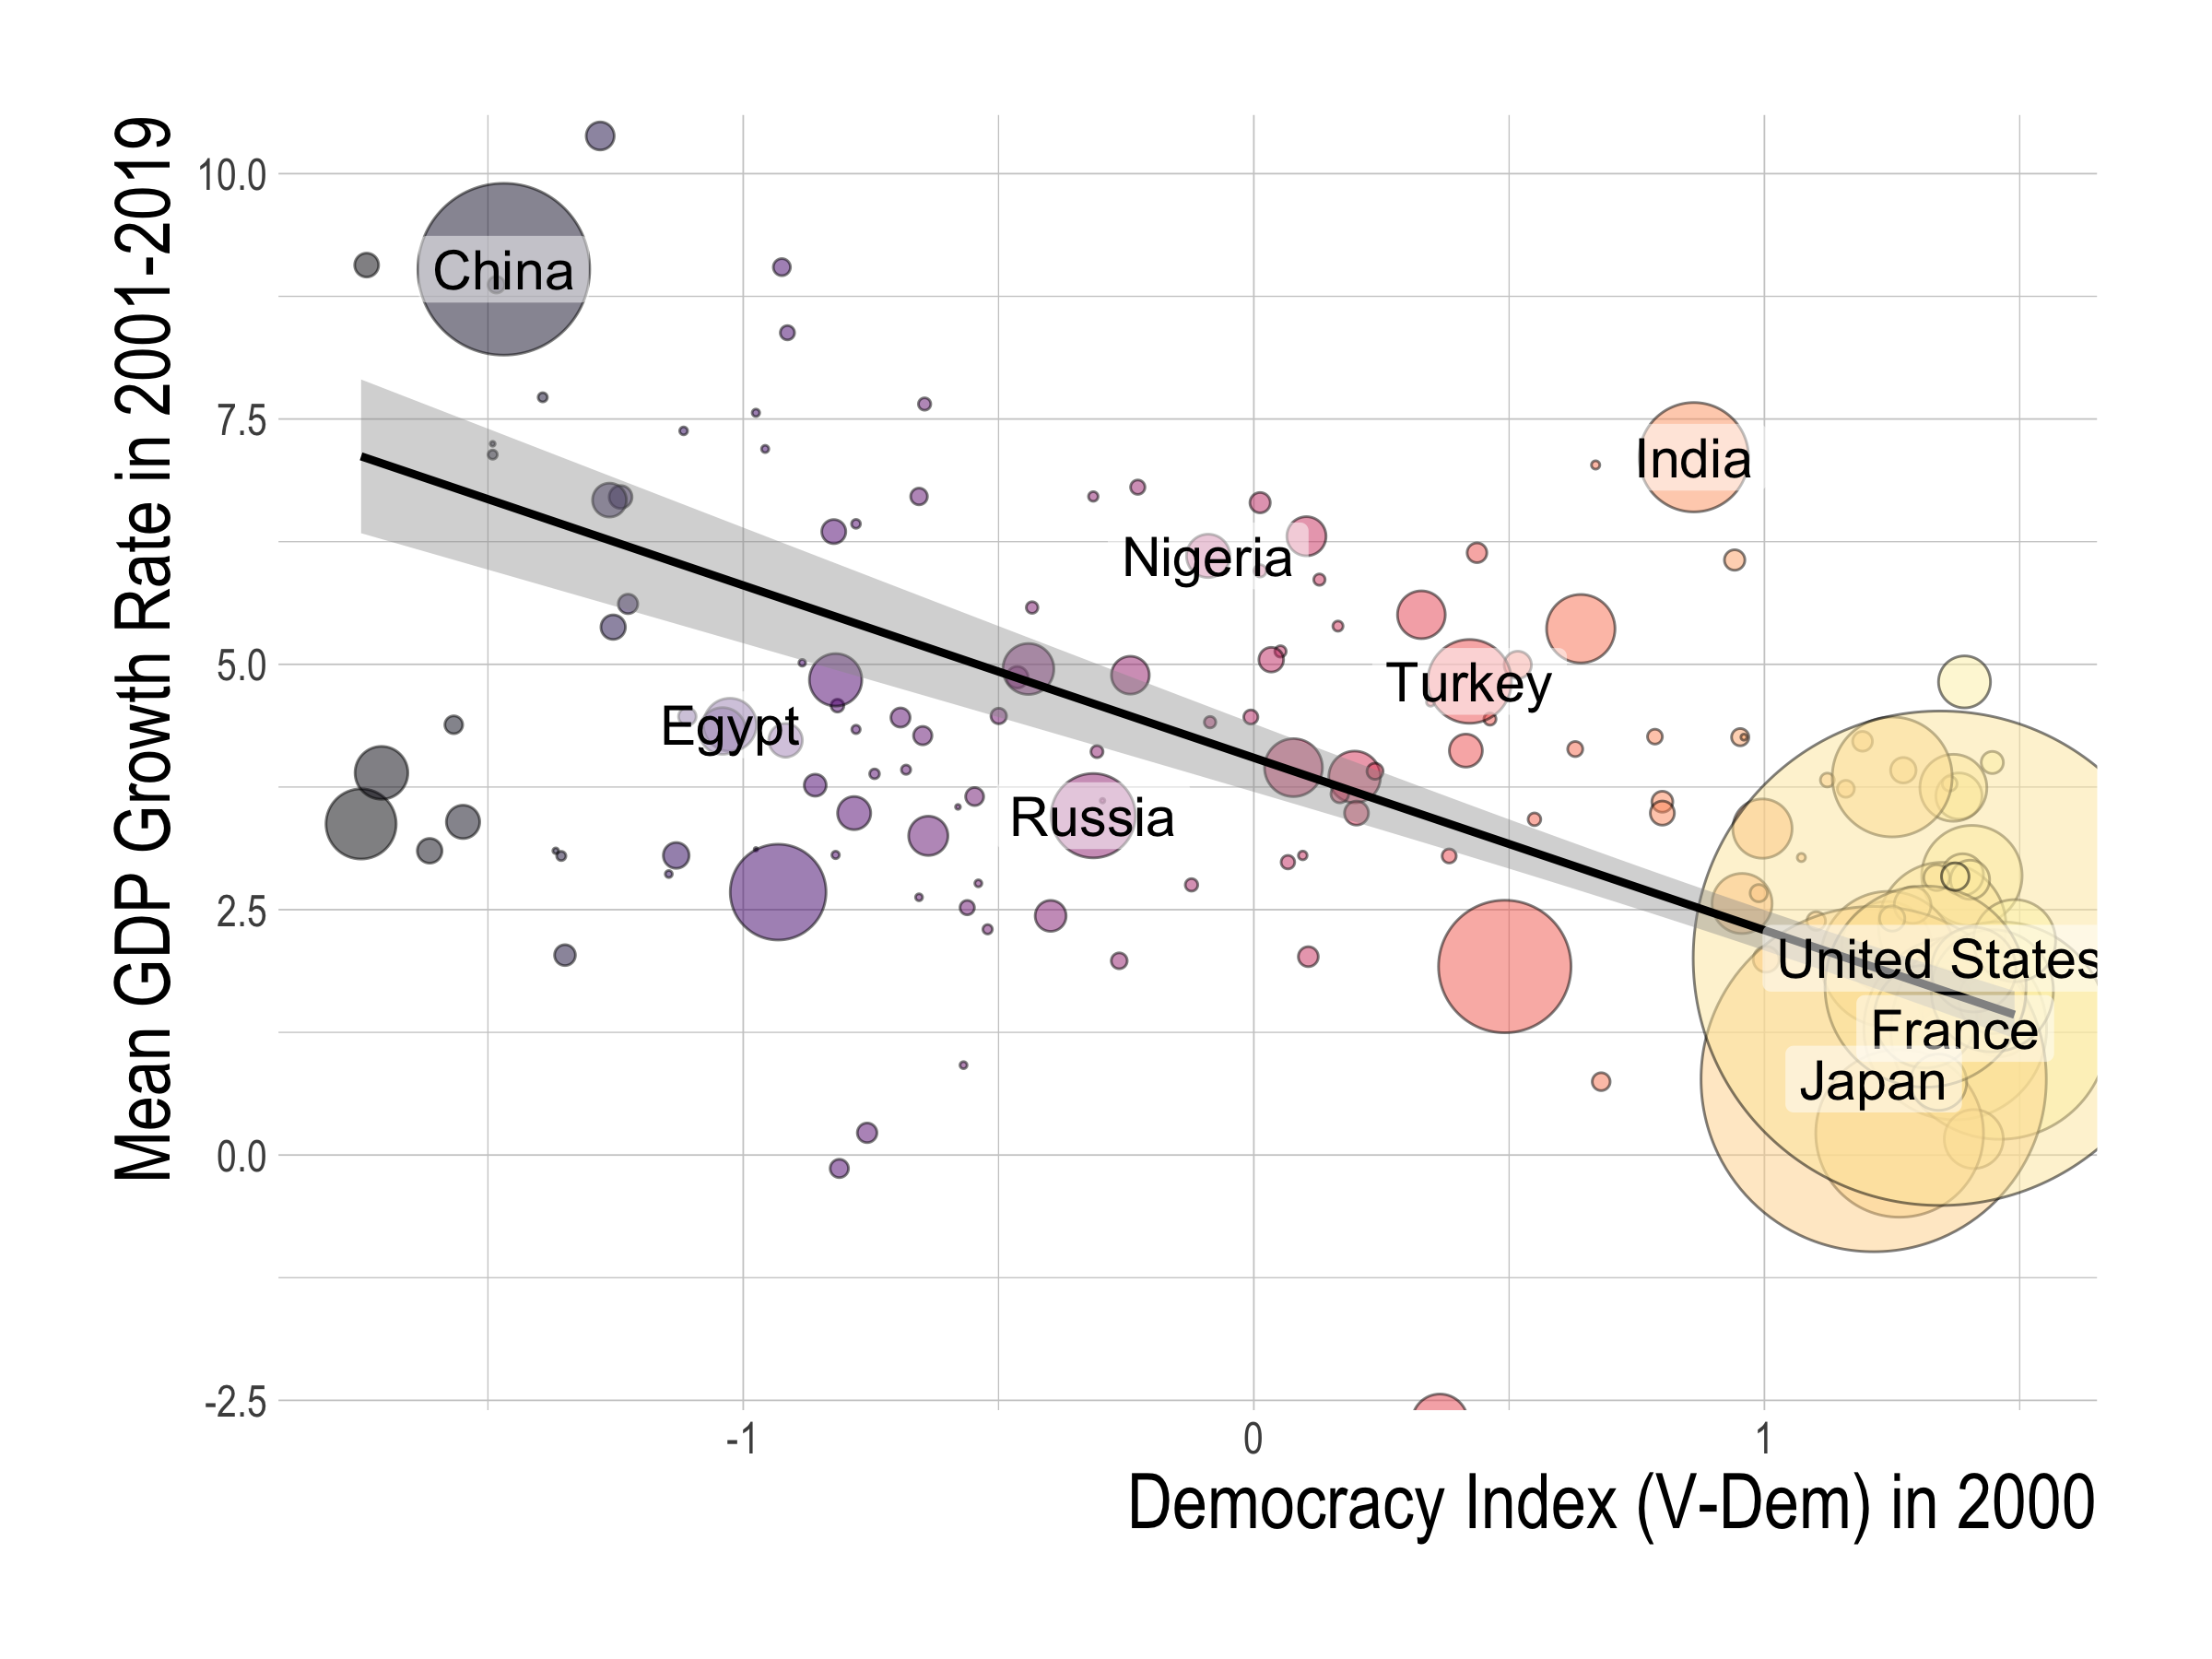 Mean GDP Growth Rate in 2001-2019
10.0
7.5
5.0
2.5
0.0
-2.5
China
India
Nigeria
Turkey
Egypt
Russia
United States
France
Japan
-1
0
1
Democracy Index (V-Dem) in 2000